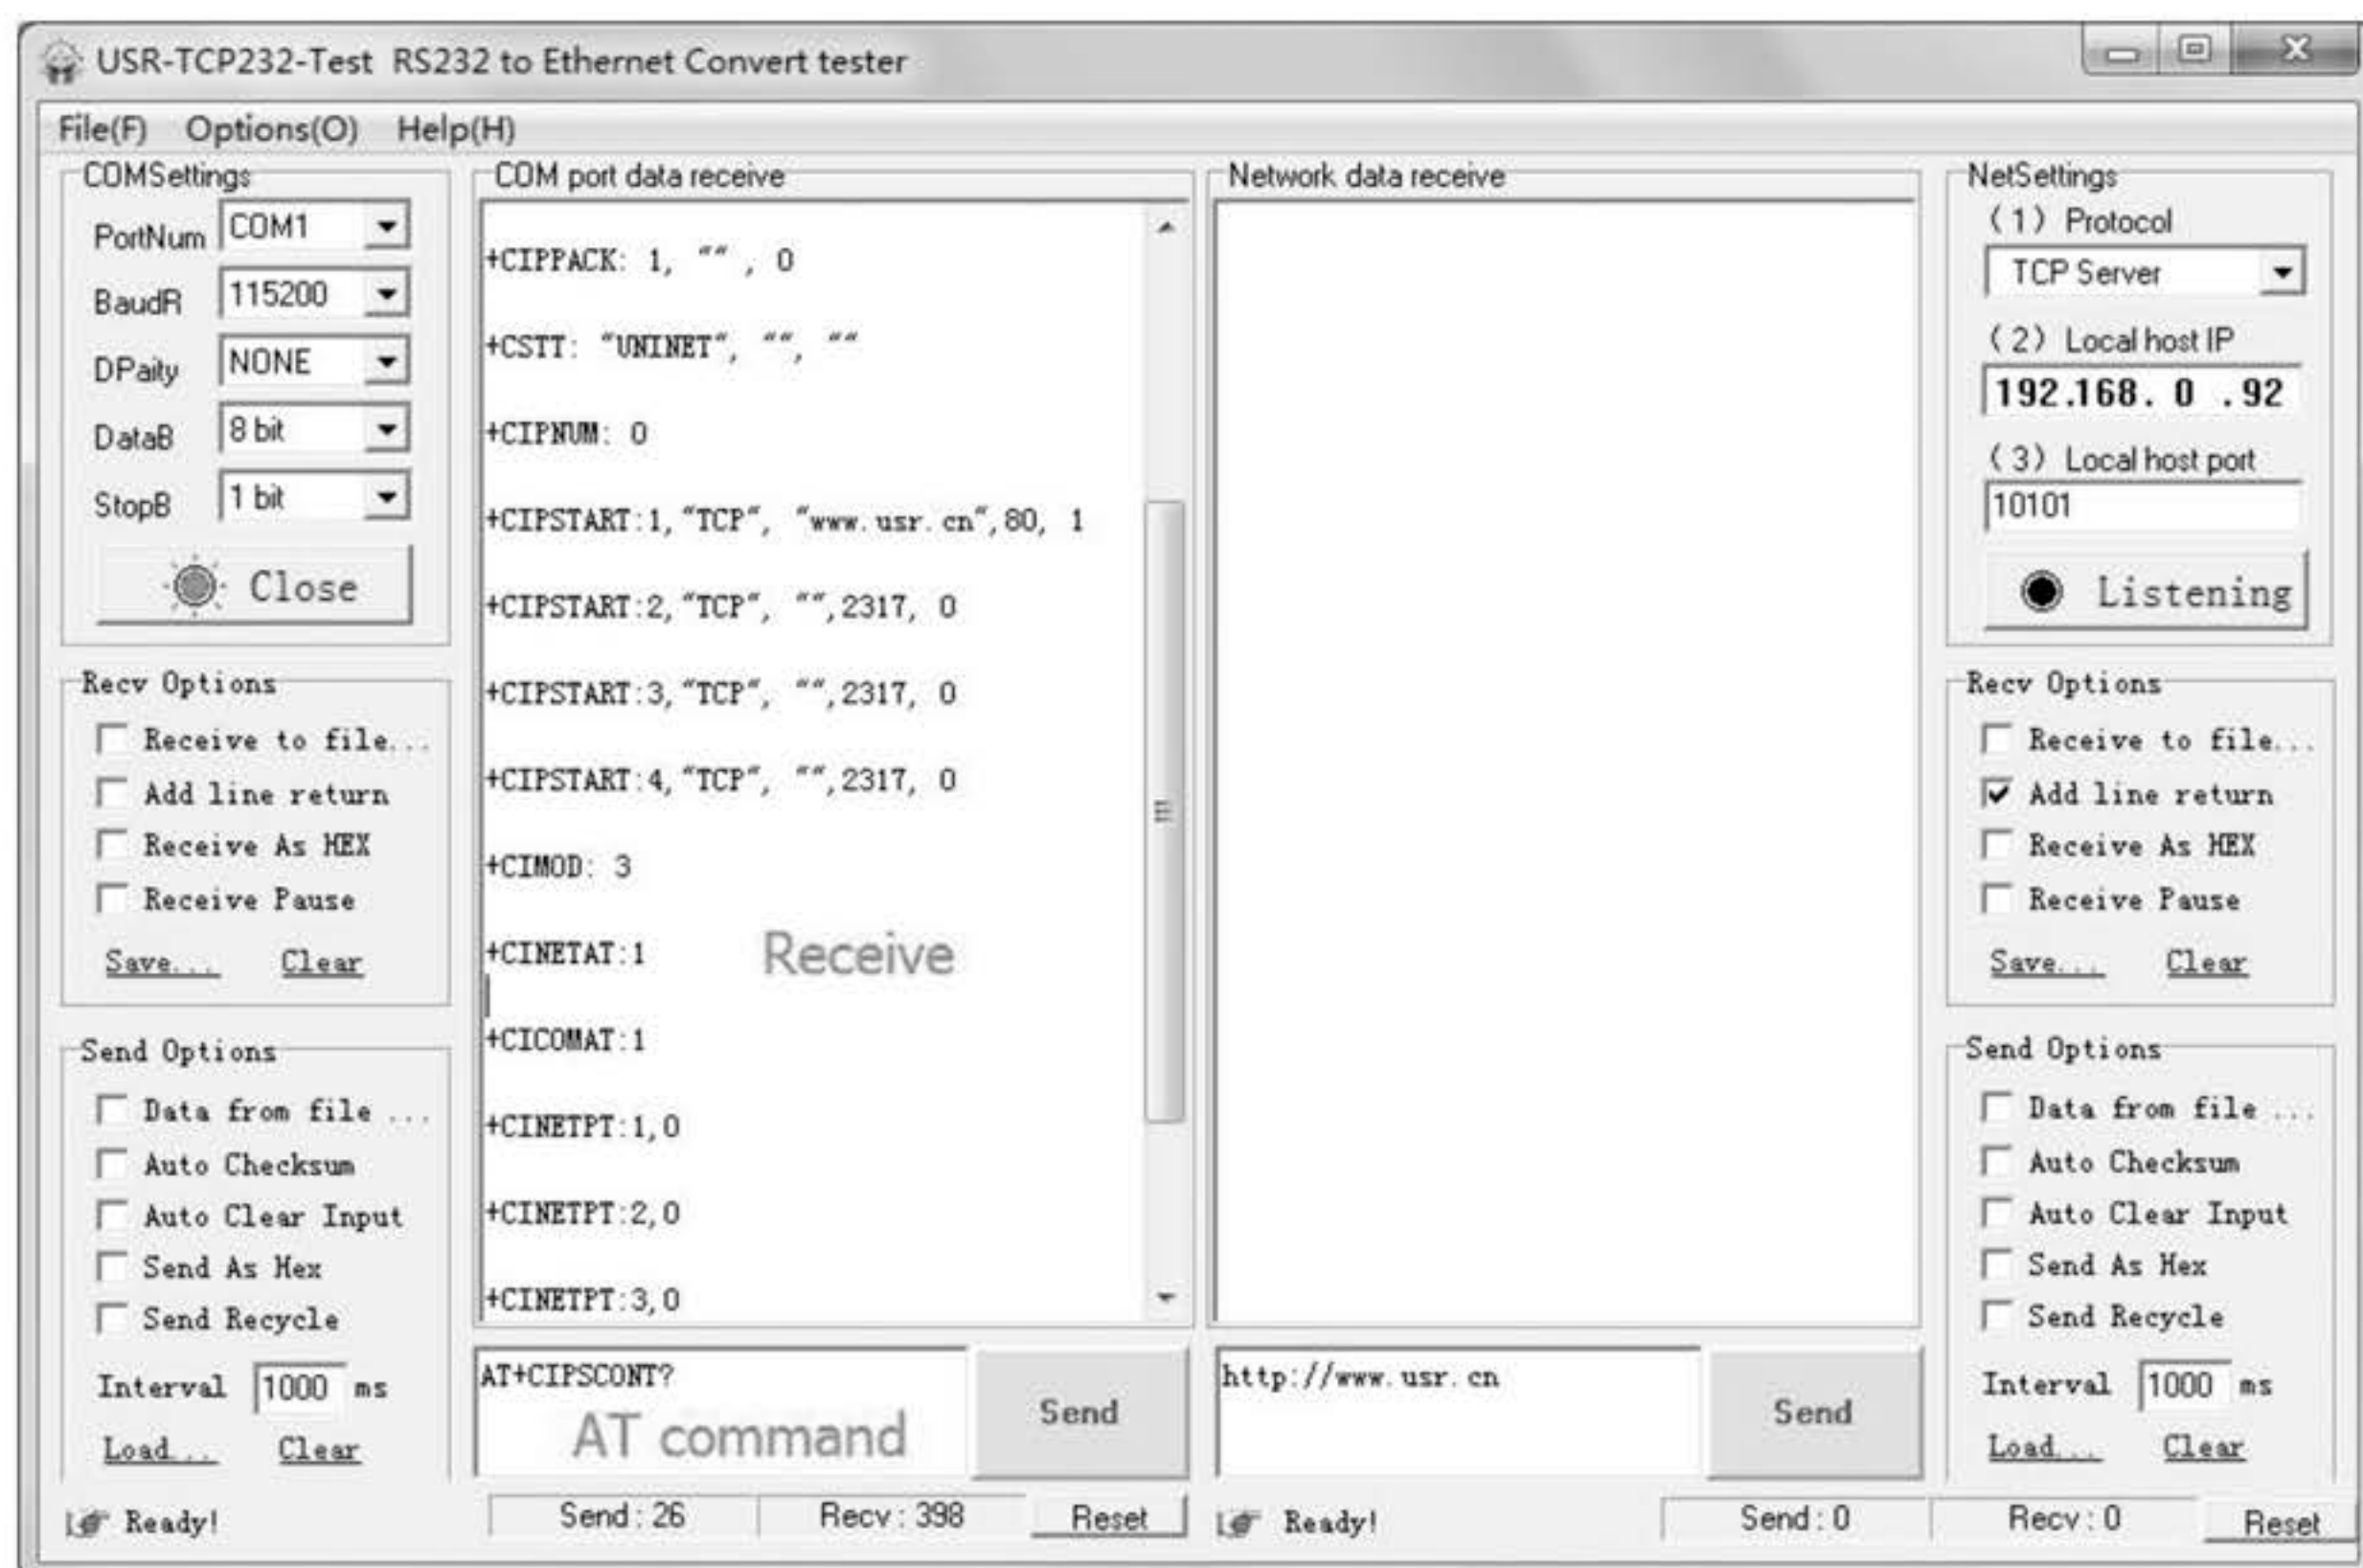 USR-TCP232-Test RS232 to Ethernet Convert tester
File(F) Options(O) Help(H)
COMSettings
PortNum COM1
BaudR 115200
DPaity NONE
DataB 8 bit
StopB 1 bit
Close
Recv Options
Receive to file...
Add line return
Receive As HEX
Receive Pause
Save... Clear
Send Options
Data from file ...
Auto Checksum
Auto Clear Input
Send As Hex
Send Recycle
Interval 1000 ms
Load... Clear
Ready!
COM port data receive
+CIPPACK: 1, "" , 0
+CSTT: "UNINET", "", ""
+CIPNUM: 0
+CIPSTART:1,"TCP", "www.usr.cn",80, 1
+CIPSTART:2,"TCP", "",2317, 0
+CIPSTART:3,"TCP", "",2317, 0
+CIPSTART:4,"TCP", "",2317, 0
+CIMOD: 3
+CINETAT:1
Receive
+CICOMAT:1
+CINETPT:1,0
+CINETPT:2,0
+CINETPT:3,0
AT+CIPSCONT?
AT command
Send
Send : 26 Recv : 398 Reset
Network data receive
http://www.usr.cn
Send
Ready! Send : 0 Recv : 0 Reset
NetSettings
(1) Protocol
TCP Server
(2) Local host IP
192.168. 0 .92
(3) Local host port
10101
Listening
Recv Options
Receive to file...
Add line return
Receive As HEX
Receive Pause
Save... Clear
Send Options
Data from file ...
Auto Checksum
Auto Clear Input
Send As Hex
Send Recycle
Interval 1000 ms
Load... Clear